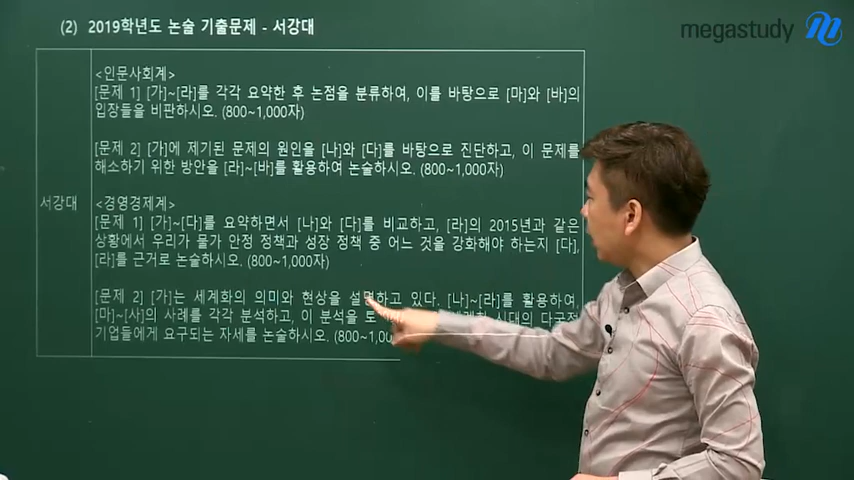 (2) 2019학년도 논술 기출문제 - 서강대
megastudy
<인문사회계>
[문제 1] [가]~[라]를 각각 요약한 후 논점을 분류하여, 이를 바탕으로 [마]와 [바]의
입장들을 비판하시오. (800~1,000자)
[문제 2] [가]에 제기된 문제의 원인을 [나]와 [다]를 바탕으로 진단하고, 이 문제를
해소하기 위한 방안을 [라]~[바]를 활용하여 논술하시오. (800~1,000자)
서강대
<경영경제계>
[문제 1] [가]~[다]를 요약하면서 [나]와 [다]를 비교하고, [라]의 2015년과 같은
상황에서 우리가 물가 안정 정책과 성장 정책 중 어느 것을 강화해야 하는지 [다],
[라]를 근거로 논술하시오. (800~1,000자)
[문제 2] [가]는 세계화의 의미와 현상을 설명하고 있다. [나]~[라]를 활용하여,
[마]~[사]의 사례를 각각 분석하고, 이 분석을 시대의 다국적
기업들에게 요구되는 자세를 논술하시오.